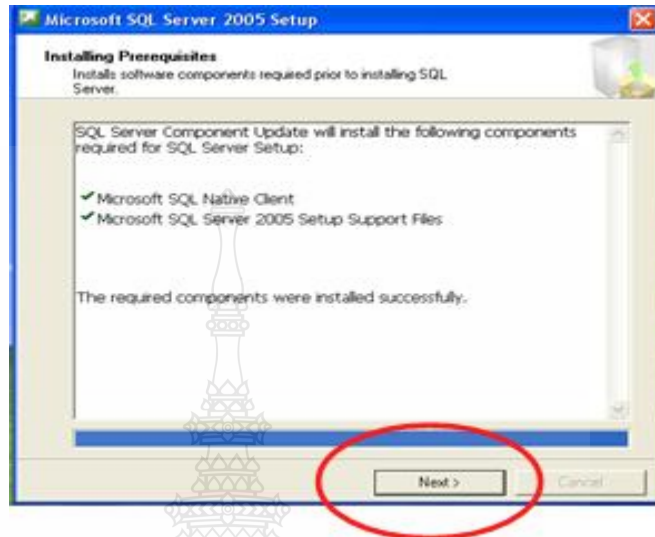 Microsoft SQL Server 2005 Setup
Installing Prerequisites
Installs software components required prior to installing SQL
Server.
SQL Server Component Update will install the following components
required for SQL Server Setup:
Microsoft SQL Native Client
Microsoft SQL Server 2005 Setup Support Files
The required components were installed successfully.
Next >
Cancel